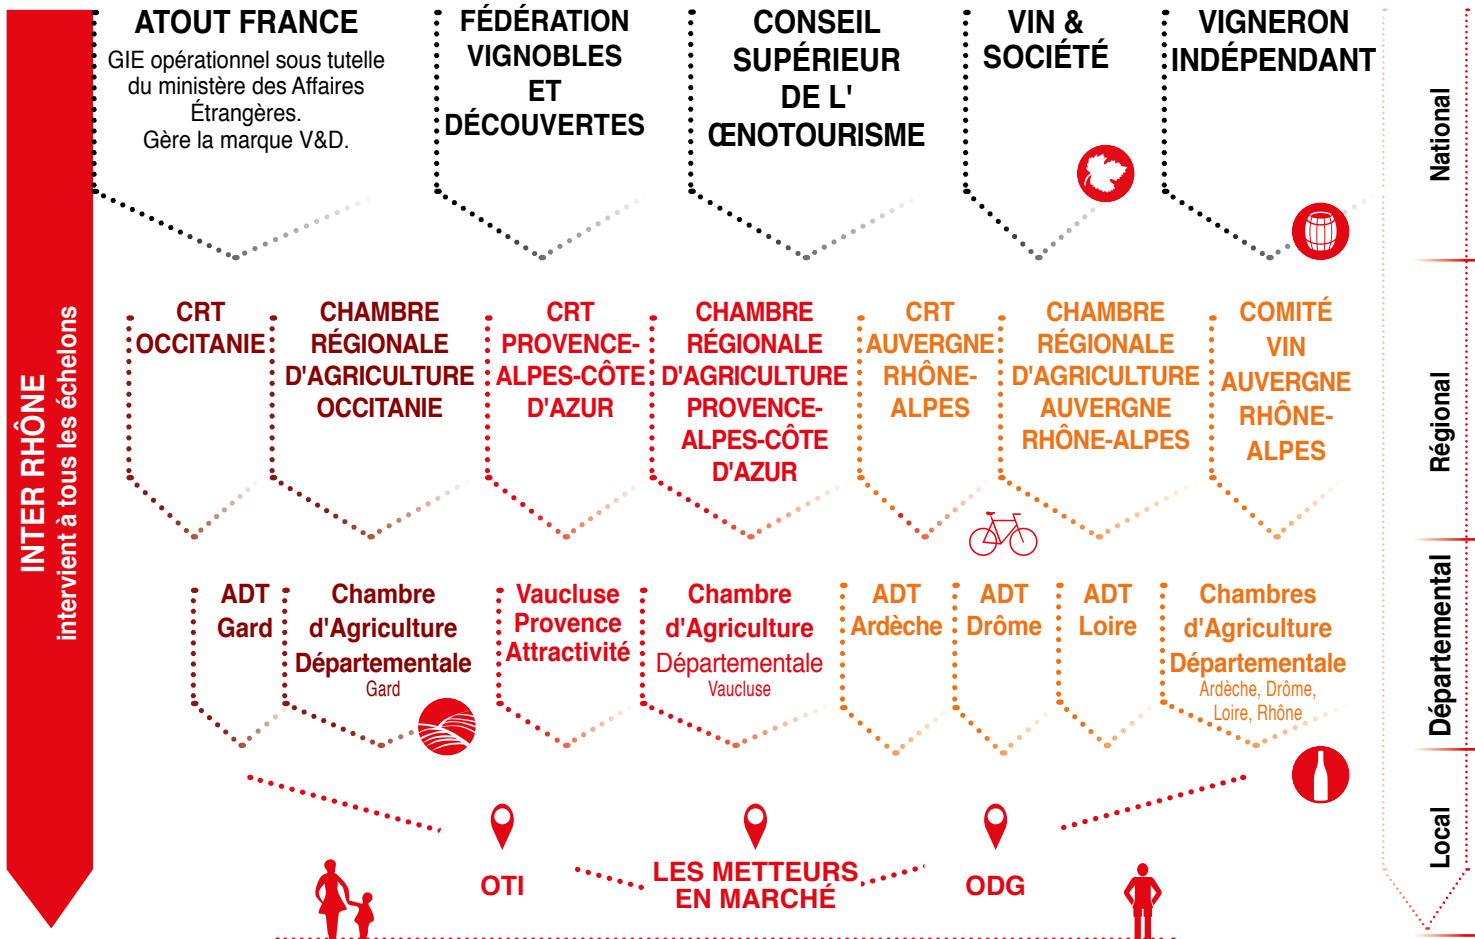 INTER RHÔNE
intervient à tous les échelons
ATOUT FRANCE
GIE opérationnel sous tutelle
du ministère des Affaires
Étrangères.
Gère la marque V&D.
FÉDÉRATION
VIGNOBLES
ET
DÉCOUVERTES
CONSEIL
SUPÉRIEUR
DE L'
ŒNOTOURISME
VIN &
SOCIÉTÉ
VIGNERON
INDÉPENDANT
National
CRT
OCCITANIE
CHAMBRE
RÉGIONALE
D'AGRICULTURE
OCCITANIE
CRT
PROVENCE-
ALPES-CÔTE
D'AZUR
CHAMBRE
RÉGIONALE
D'AGRICULTURE
PROVENCE-
ALPES-CÔTE
D'AZUR
CRT
AUVERGNE
RHÔNE-
ALPES
CHAMBRE
RÉGIONALE
D'AGRICULTURE
AUVERGNE
RHÔNE-ALPES
COMITÉ
VIN
AUVERGNE
RHÔNE-
ALPES
Régional
ADT
Gard
Chambre
d'Agriculture
Départementale
Gard
Vaucluse
Provence
Attractivité
Chambre
d'Agriculture
Départementale
Vaucluse
ADT
Ardèche
ADT
Drôme
ADT
Loire
Chambres
d'Agriculture
Départementale
Ardèche, Drôme,
Loire, Rhône
Départemental
OTI
LES METTEURS
EN MARCHÉ
ODG
Local